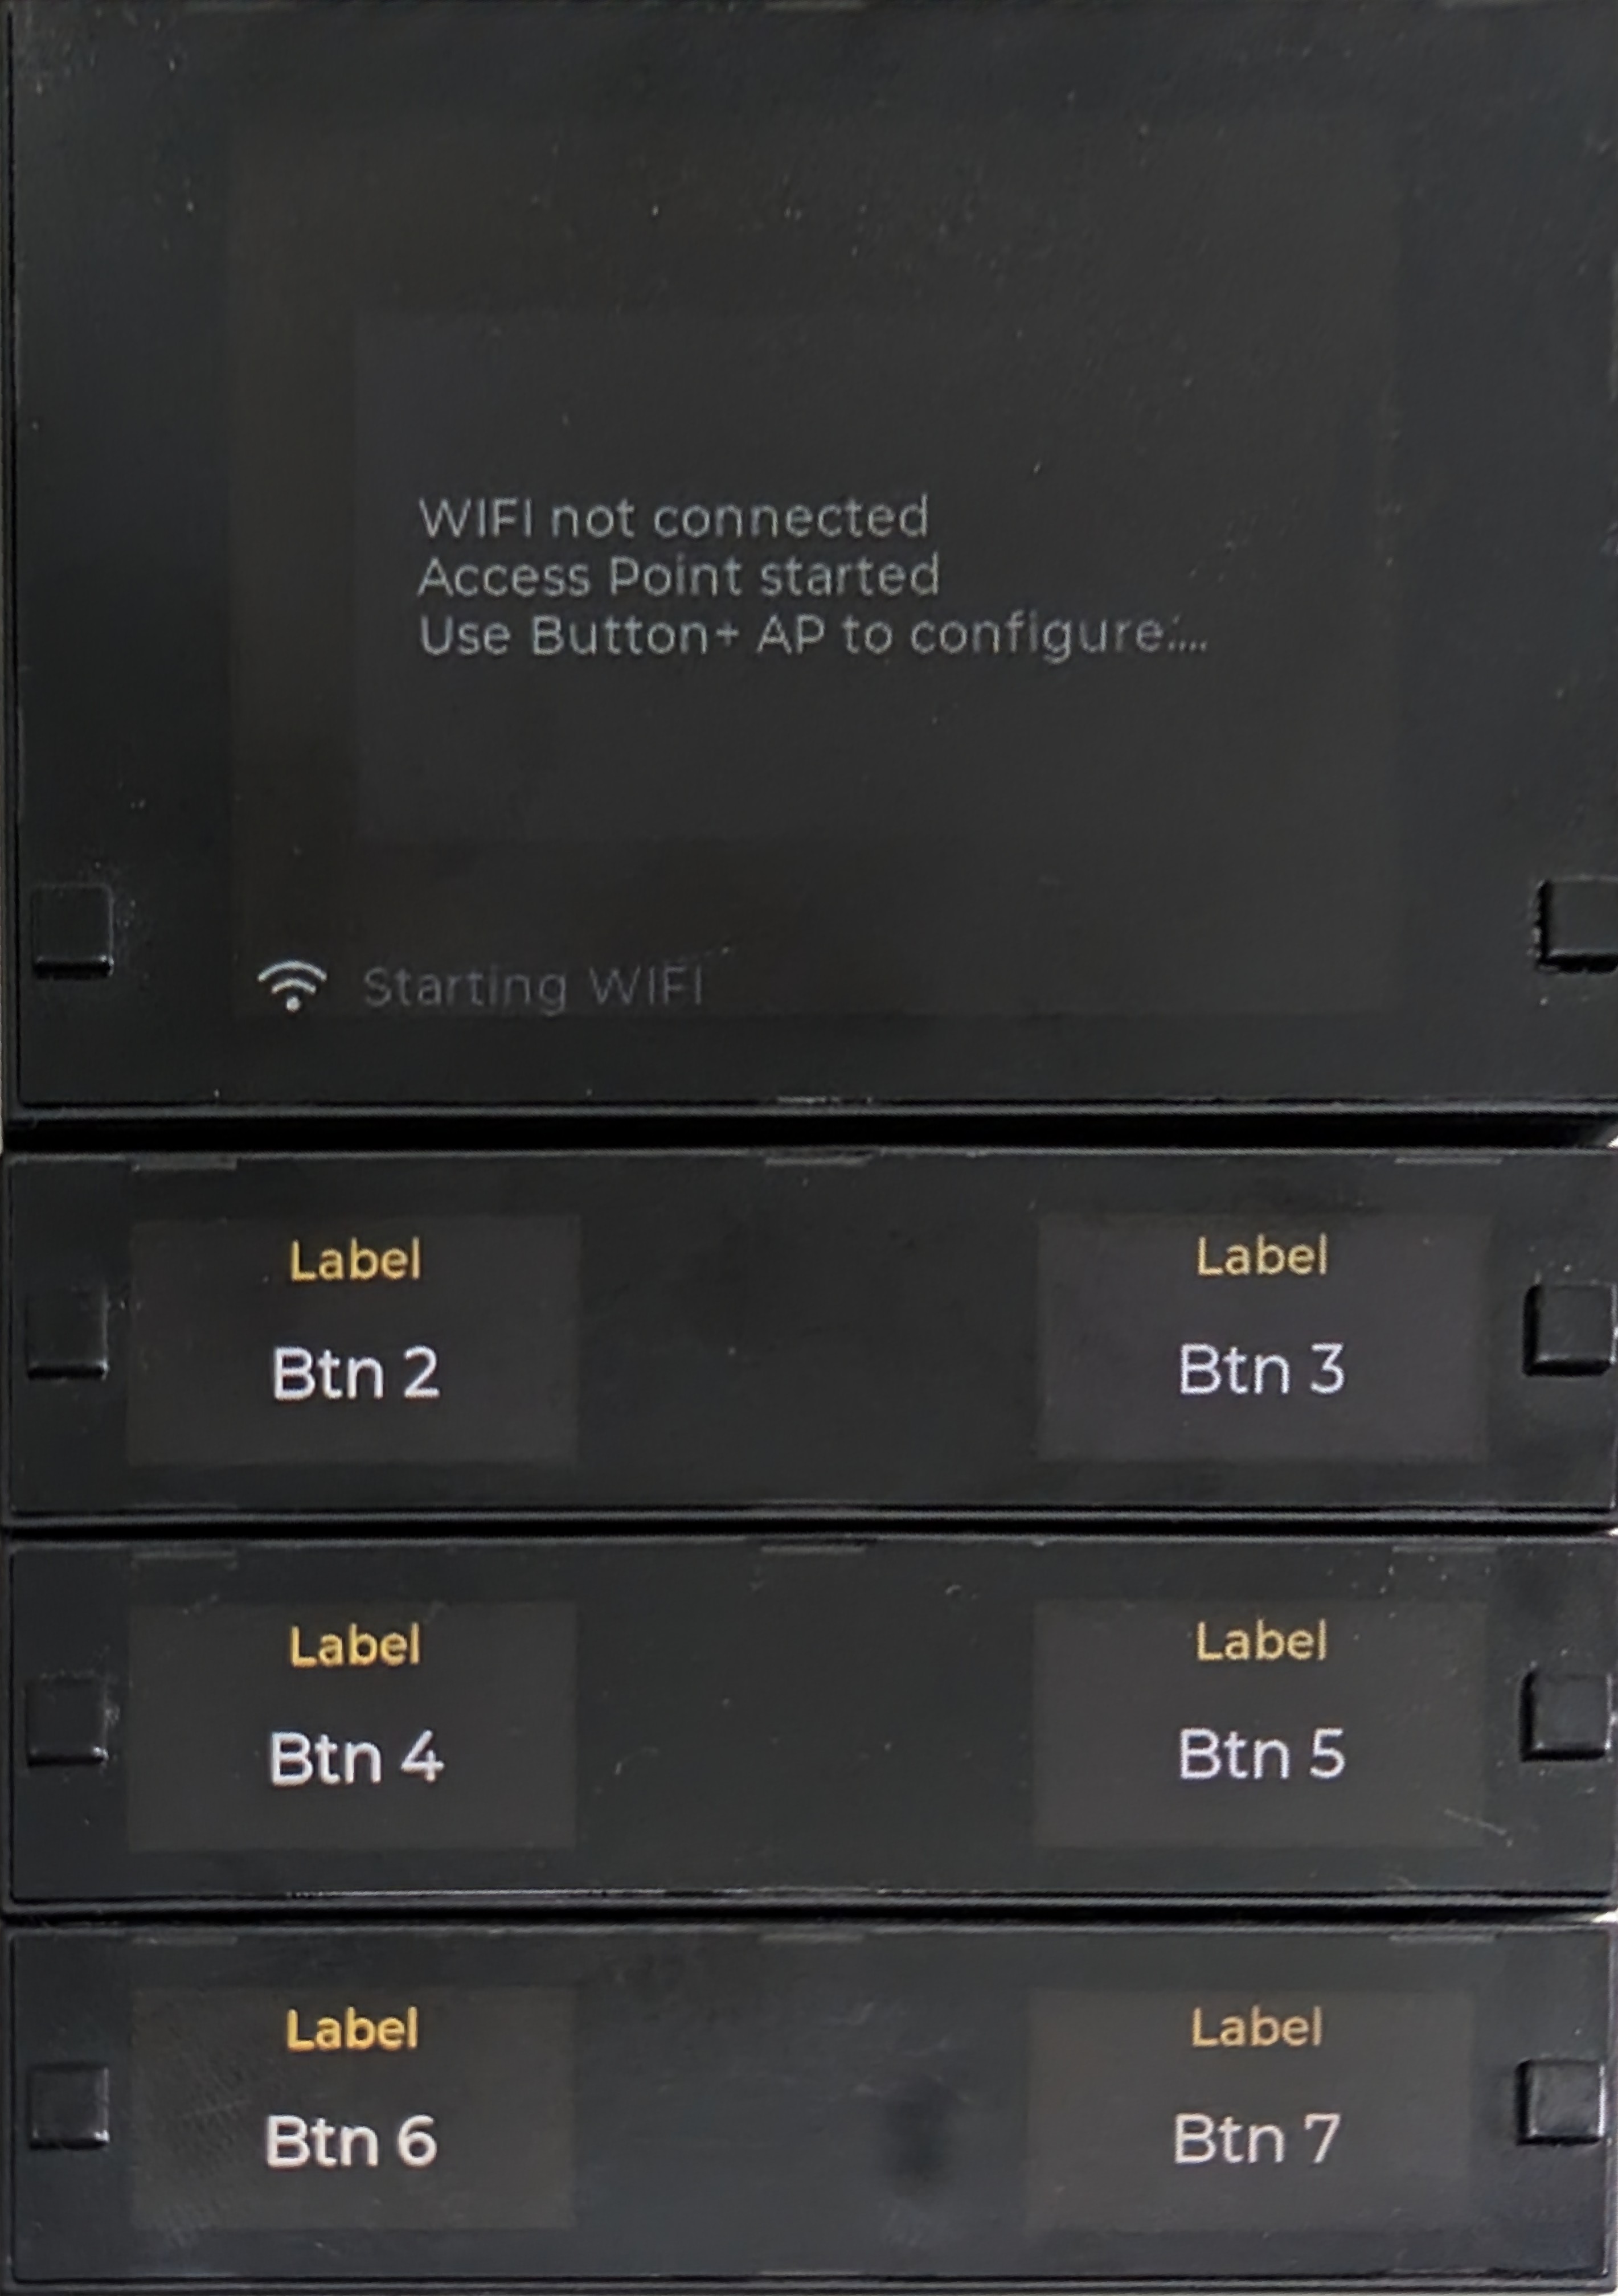 WIFI not connected
Access Point started
Use Button+ AP to configure:...
Starting WIFI
Label
Label
Btn 2
Btn 3
Label
Label
Btn 4
Btn 5
Label
Label
Btn 6
Btn 7